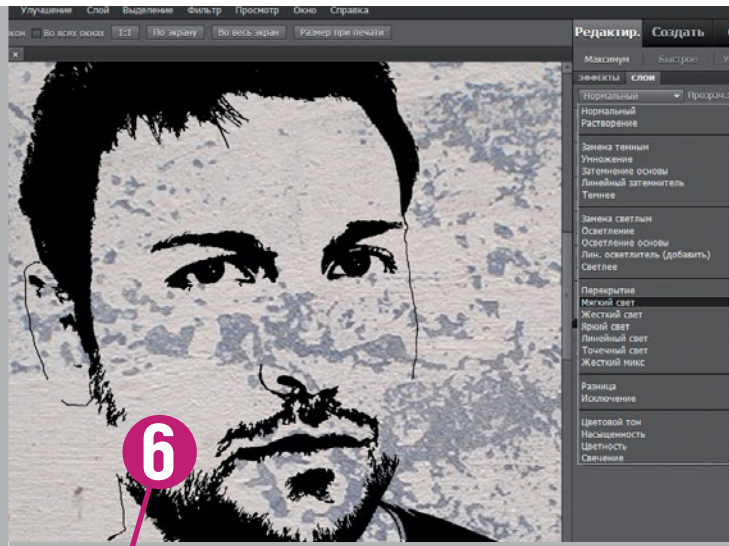 Улучшение Слой Выделение Фильтр Просмотр Окно Справка
окон Во всех окнах 1:1 По экрану Во весь экран Размер при печати
Редактир. Создать
Максимум Быстрое
ЭФФЕКТЫ СЛОИ
Нормальный Прозрач.:
Нормальный
Растворение
Замена темным
Умножение
Затемнение основы
Линейный затемнитель
Темнее
Замена светлым
Осветление
Осветление основы
Лин. осветлитель (добавить)
Светлее
Перекрытие
Мягкий свет
Жесткий свет
Яркий свет
Линейный свет
Точечный свет
Жесткий микс
Разница
Исключение
Цветовой тон
Насыщенность
Цветность
Свечение
6